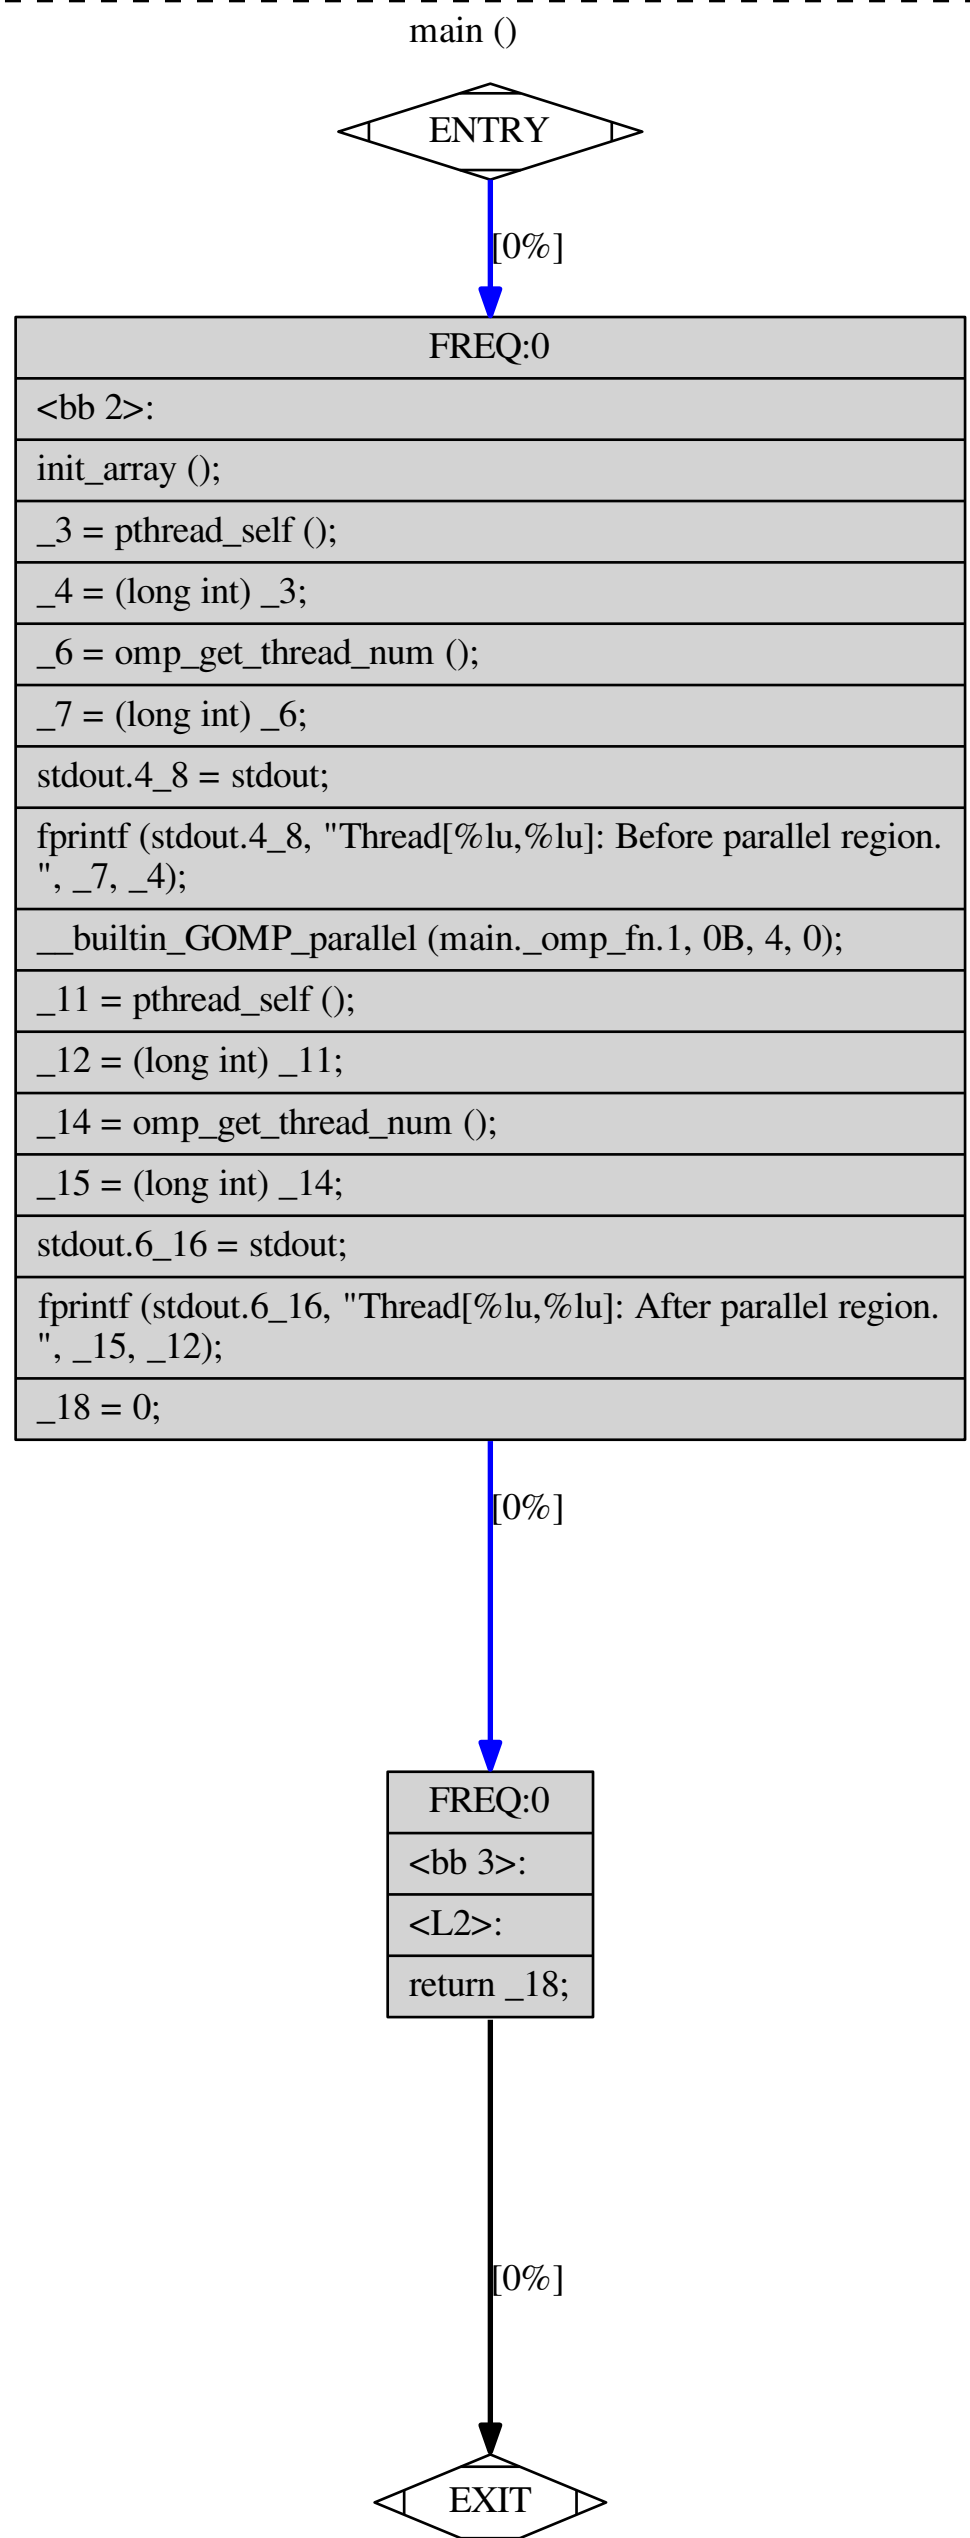 main ()
ENTRY
[0%]
FREQ:0
<bb 2>:
init_array ();
_3 = pthread_self ();
_4 = (long int) _3;
_6 = omp_get_thread_num ();
_7 = (long int) _6;
stdout.4_8 = stdout;
fprintf (stdout.4_8, "Thread[%lu,%lu]: Before parallel region.
", _7, _4);
__builtin_GOMP_parallel (main._omp_fn.1, 0B, 4, 0);
_11 = pthread_self ();
_12 = (long int) _11;
_14 = omp_get_thread_num ();
_15 = (long int) _14;
stdout.6_16 = stdout;
fprintf (stdout.6_16, "Thread[%lu,%lu]: After parallel region.
", _15, _12);
_18 = 0;
[0%]
FREQ:0
<bb 3>:
<L2>:
return _18;
[0%]
EXIT